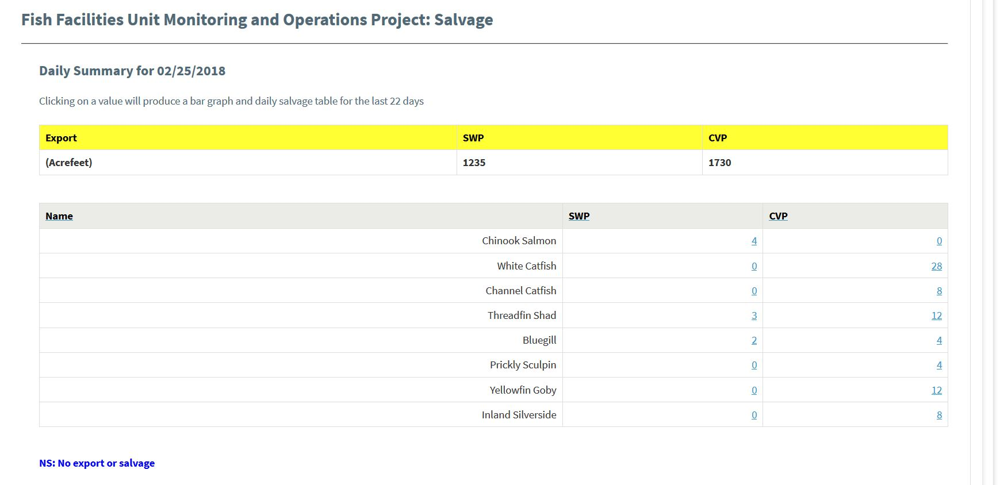 Fish Facilities Unit Monitoring and Operations Project: Salvage
Daily Summary for 02/25/2018
Clicking on a value will produce a bar graph and daily salvage table for the last 22 days
Export SWP CVP
(Acrefeet) 1235 1730
Name SWP CVP
Chinook Salmon 4 0
White Catfish 0 28
Channel Catfish 0 8
Threadfin Shad 3 12
Bluegill 2 4
Prickly Sculpin 0 4
Yellowfin Goby 0 12
Inland Silverside 0 8
NS: No export or salvage